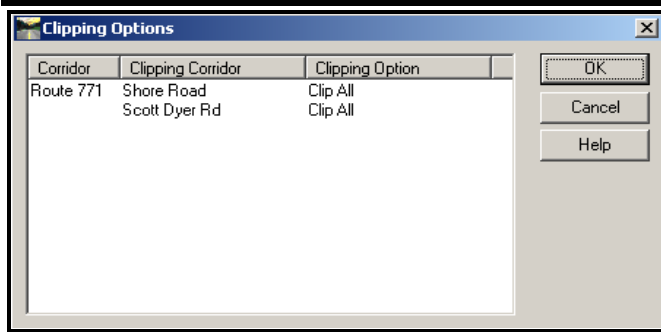 Clipping Options
Corridor Clipping Corridor Clipping Option
Route 771 Shore Road Clip All
Scott Dyer Rd Clip All
OK
Cancel
Help